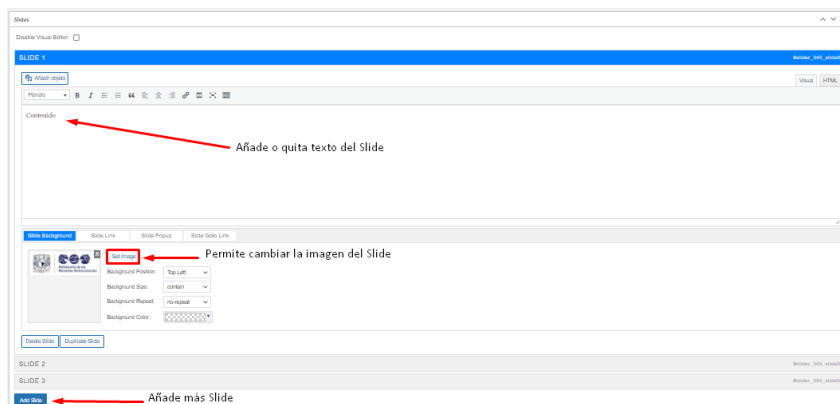 Slides
Disable Visual Editor:
SLIDE 1
#slider_345_slide0
Añadir objeto
Visual HTML
Párrafo
Contenido
Añade o quita texto del Slide
Slide Background Slide Link Slide Popup Slide Goto Link
Set Image
Permite cambiar la imagen del Slide
Background Position: Top Left
Background Size: contain
Background Repeat: no-repeat
Background Color:
Delete Slide Duplicate Slide
SLIDE 2
SLIDE 3
Add Slide
Añade más Slide